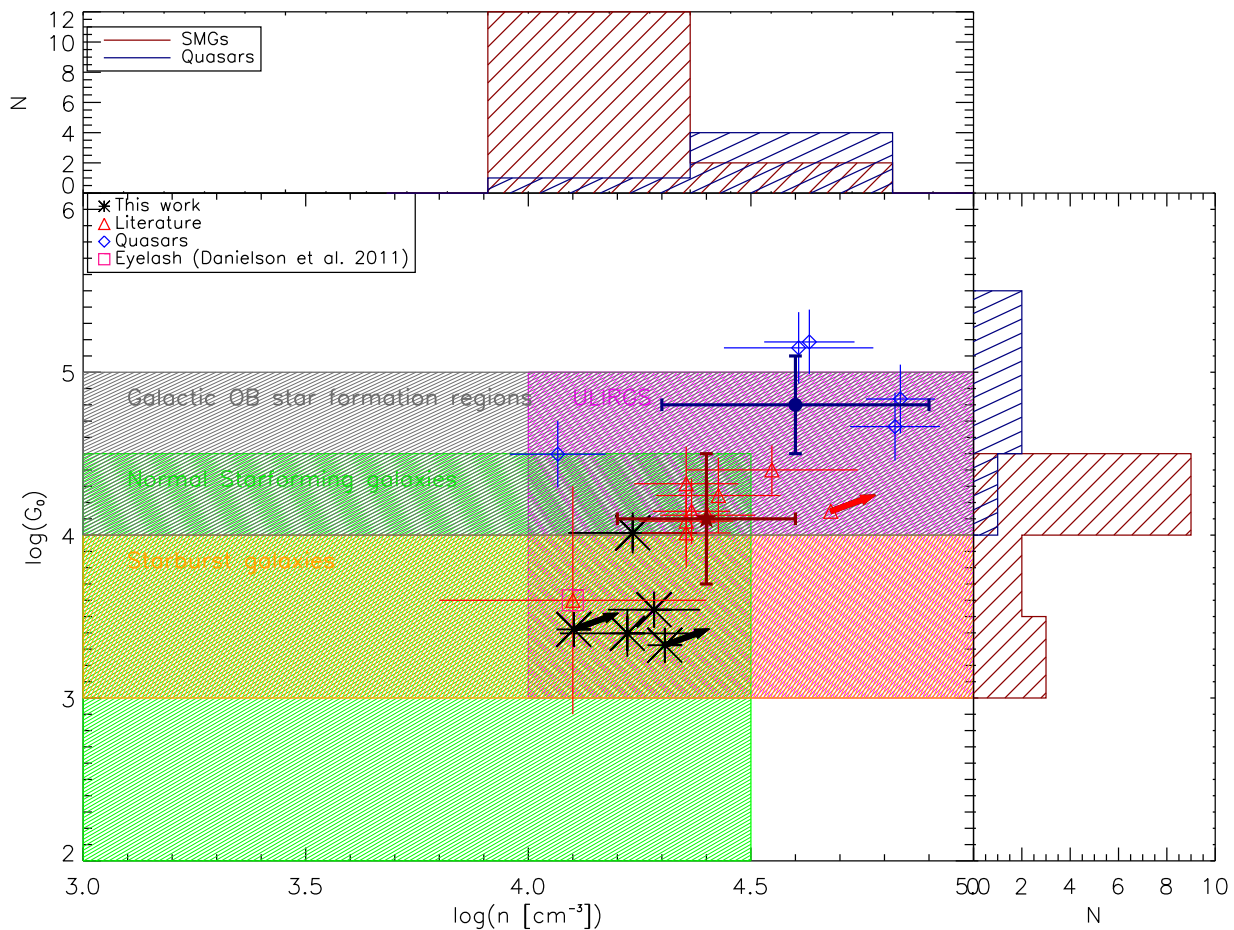 12
10
8
6
4
2
0
N
SMGs
Quasars
This work
Literature
Quasars
Eyelash (Danielson et al. 2011)
6
5
4
3
2
log(G₀)
Galactic OB star formation regions
ULIRGS
Normal Starforming galaxies
Starburst galaxies
3.0 3.5 4.0 4.5 5.0
log(n [cm⁻³])
0 2 4 6 8 10
N